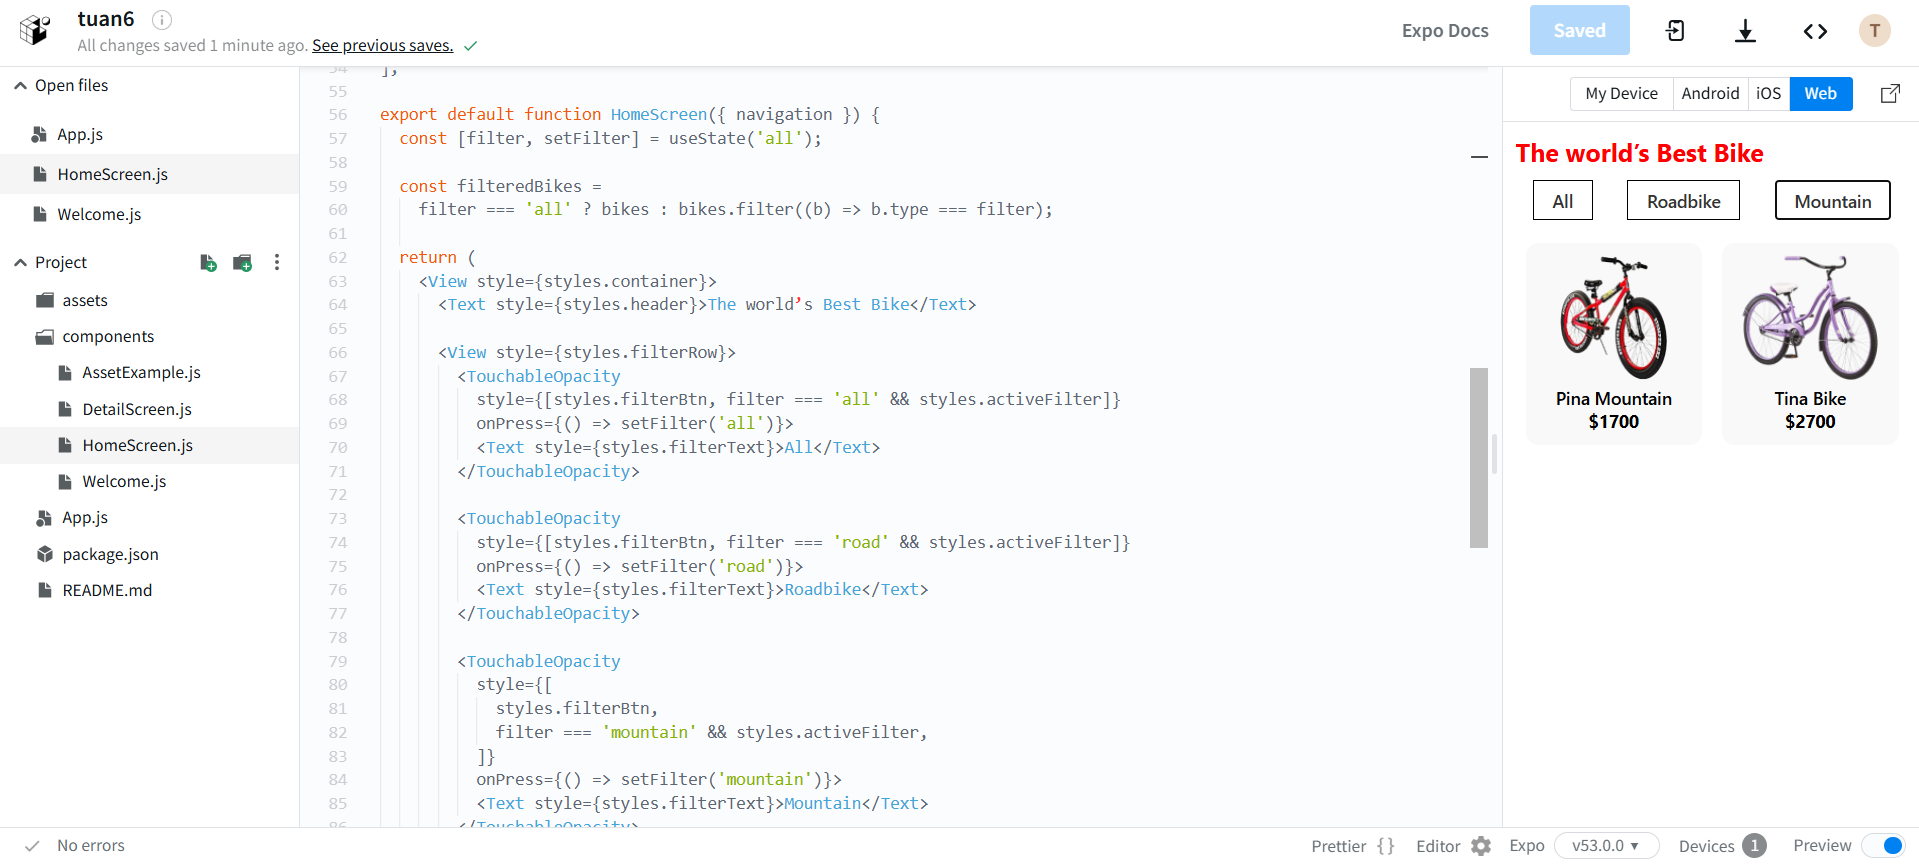 tuan6
All changes saved 1 minute ago. See previous saves.
Expo Docs
Saved
T
Open files
App.js
HomeScreen.js
Welcome.js
Project
assets
components
AssetExample.js
DetailScreen.js
HomeScreen.js
Welcome.js
App.js
package.json
README.md
54 ];
55
56 export default function HomeScreen({ navigation }) {
57 const [filter, setFilter] = useState('all');
58
59 const filteredBikes =
60 filter === 'all' ? bikes : bikes.filter((b) => b.type === filter);
61
62 return (
63 <View style={styles.container}>
64 <Text style={styles.header}>The world’s Best Bike</Text>
65
66 <View style={styles.filterRow}>
67 <TouchableOpacity
68 style={[styles.filterBtn, filter === 'all' && styles.activeFilter]}
69 onPress={() => setFilter('all')}>
70 <Text style={styles.filterText}>All</Text>
71 </TouchableOpacity>
72
73 <TouchableOpacity
74 style={[styles.filterBtn, filter === 'road' && styles.activeFilter]}
75 onPress={() => setFilter('road')}>
76 <Text style={styles.filterText}>Roadbike</Text>
77 </TouchableOpacity>
78
79 <TouchableOpacity
80 style={[
81 styles.filterBtn,
82 filter === 'mountain' && styles.activeFilter,
83 ]}
84 onPress={() => setFilter('mountain')}>
85 <Text style={styles.filterText}>Mountain</Text>
86 </TouchableOpacity>
My Device
Android
iOS
Web
The world’s Best Bike
All
Roadbike
Mountain
Pina Mountain
$1700
Tina Bike
$2700
No errors
Prettier {}
Editor
Expo
v53.0.0 ▼
Devices 1
Preview